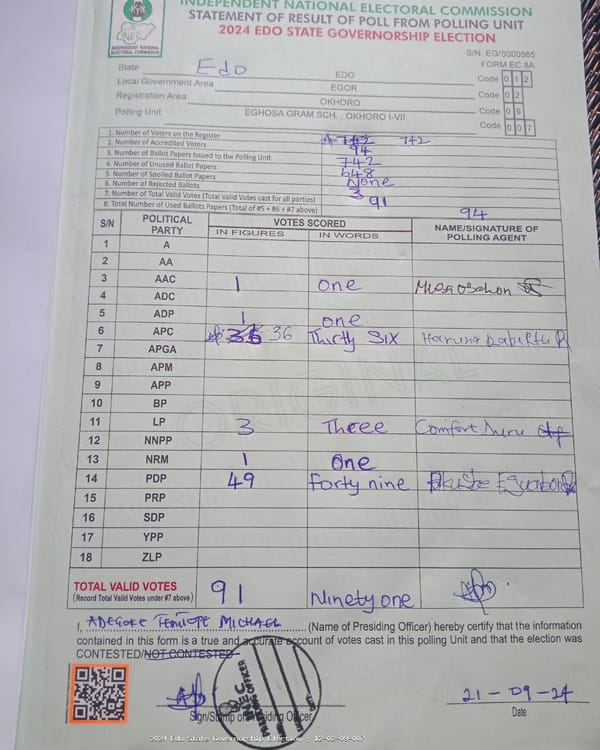 INDEPENDENT NATIONAL ELECTORAL COMMISSION
STATEMENT OF RESULT OF POLL FROM POLLING UNIT
2024 EDO STATE GOVERNORSHIP ELECTION
INDEPENDENT NATIONAL
ELECTORAL COMMISSION
S/N: EG/0000565
FORM EC 8A
State Edo EDO Code 0 1 2
Local Government Area EGOR Code 0 2
Registration Area OKHORO Code 0 9
Polling Unit EGHOSA GRAM SCH., OKHORO I-VII Code 0 0 7
1. Number of Voters on the Register 742 742
2. Number of Accredited Voters 94
3. Number of Ballot Papers Issued to the Polling Unit 742
4. Number of Unused Ballot Papers 648
5. Number of Spoiled Ballot Papers None
6. Number of Rejected Ballots 3
7. Number of Total Valid Votes (Total Valid Votes cast for all parties) 91
8. Total Number of Used Ballots Papers (Total of #5 + #6 + #7 above) 94
S/N POLITICAL PARTY VOTES SCORED NAME/SIGNATURE OF POLLING AGENT
IN FIGURES IN WORDS
1 A
2 AA
3 AAC 1 one
4 ADC
5 ADP 1 one
6 APC 36 36 Thirtly Six Haruna
7 APGA
8 APM
9 APP
10 BP
11 LP 3 Three Comfort
12 NNPP
13 NRM 1 One
14 PDP 49 Forty nine
15 PRP
16 SDP
17 YPP
18 ZLP
TOTAL VALID VOTES 91 Ninety one
(Record Total Valid Votes under #7 above)
I, ADEGOKE TEMITOPE MICHAEL (Name of Presiding Officer) hereby certify that the information
contained in this form is a true and accurate account of votes cast in this polling Unit and that the election was
CONTESTED/NOT CONTESTED
21-09-24
Sign/Stamp of Presiding Officer Date
2024 Edo State Governorship Election : 12-02-09-007
ORIGINAL